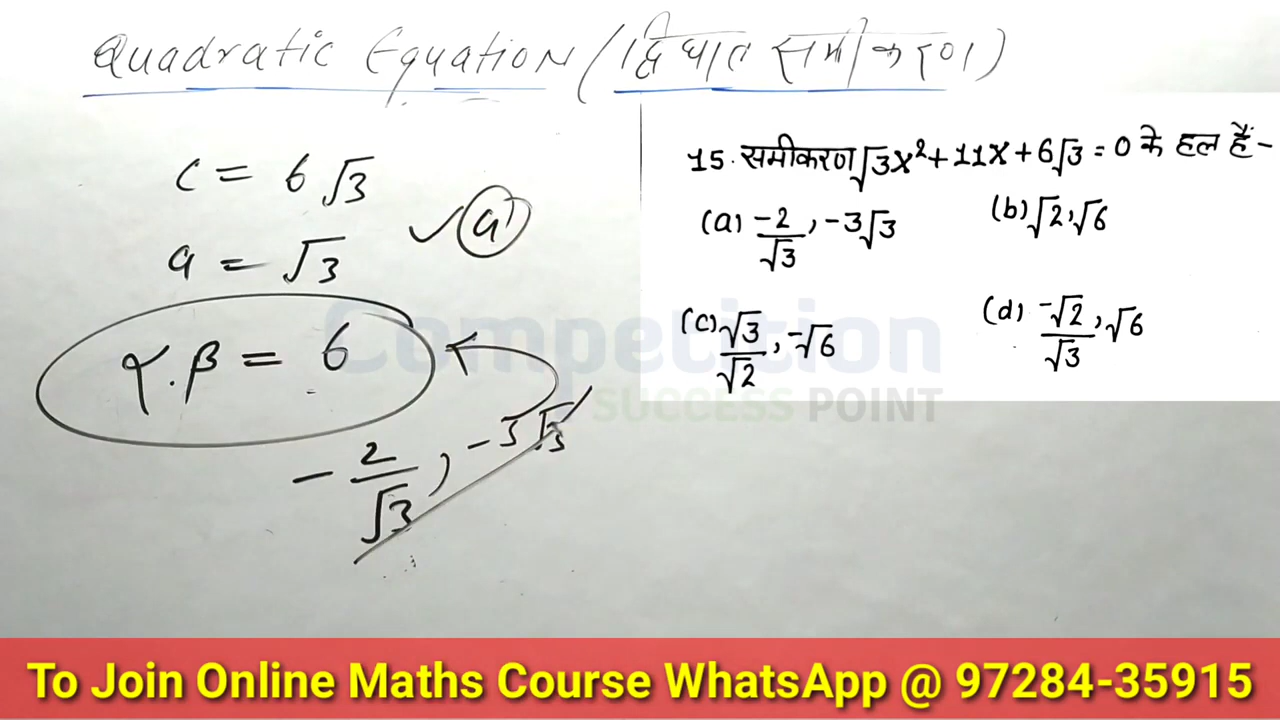 Quadratic Equation (द्विघात समीकरण)
c = 6√3
a = √3
✓ (a)
α.β = 6
-2/√3, -3√3
15. समीकरण √3x²+11x+6√3=0 के हल हैं-
(a) -2/√3, -3√3
(b) √2, √6
(c) √3/√2, -√6
(d) -√2/√3, √6
Competition
SUCCESS POINT
To Join Online Maths Course WhatsApp @ 97284-35915